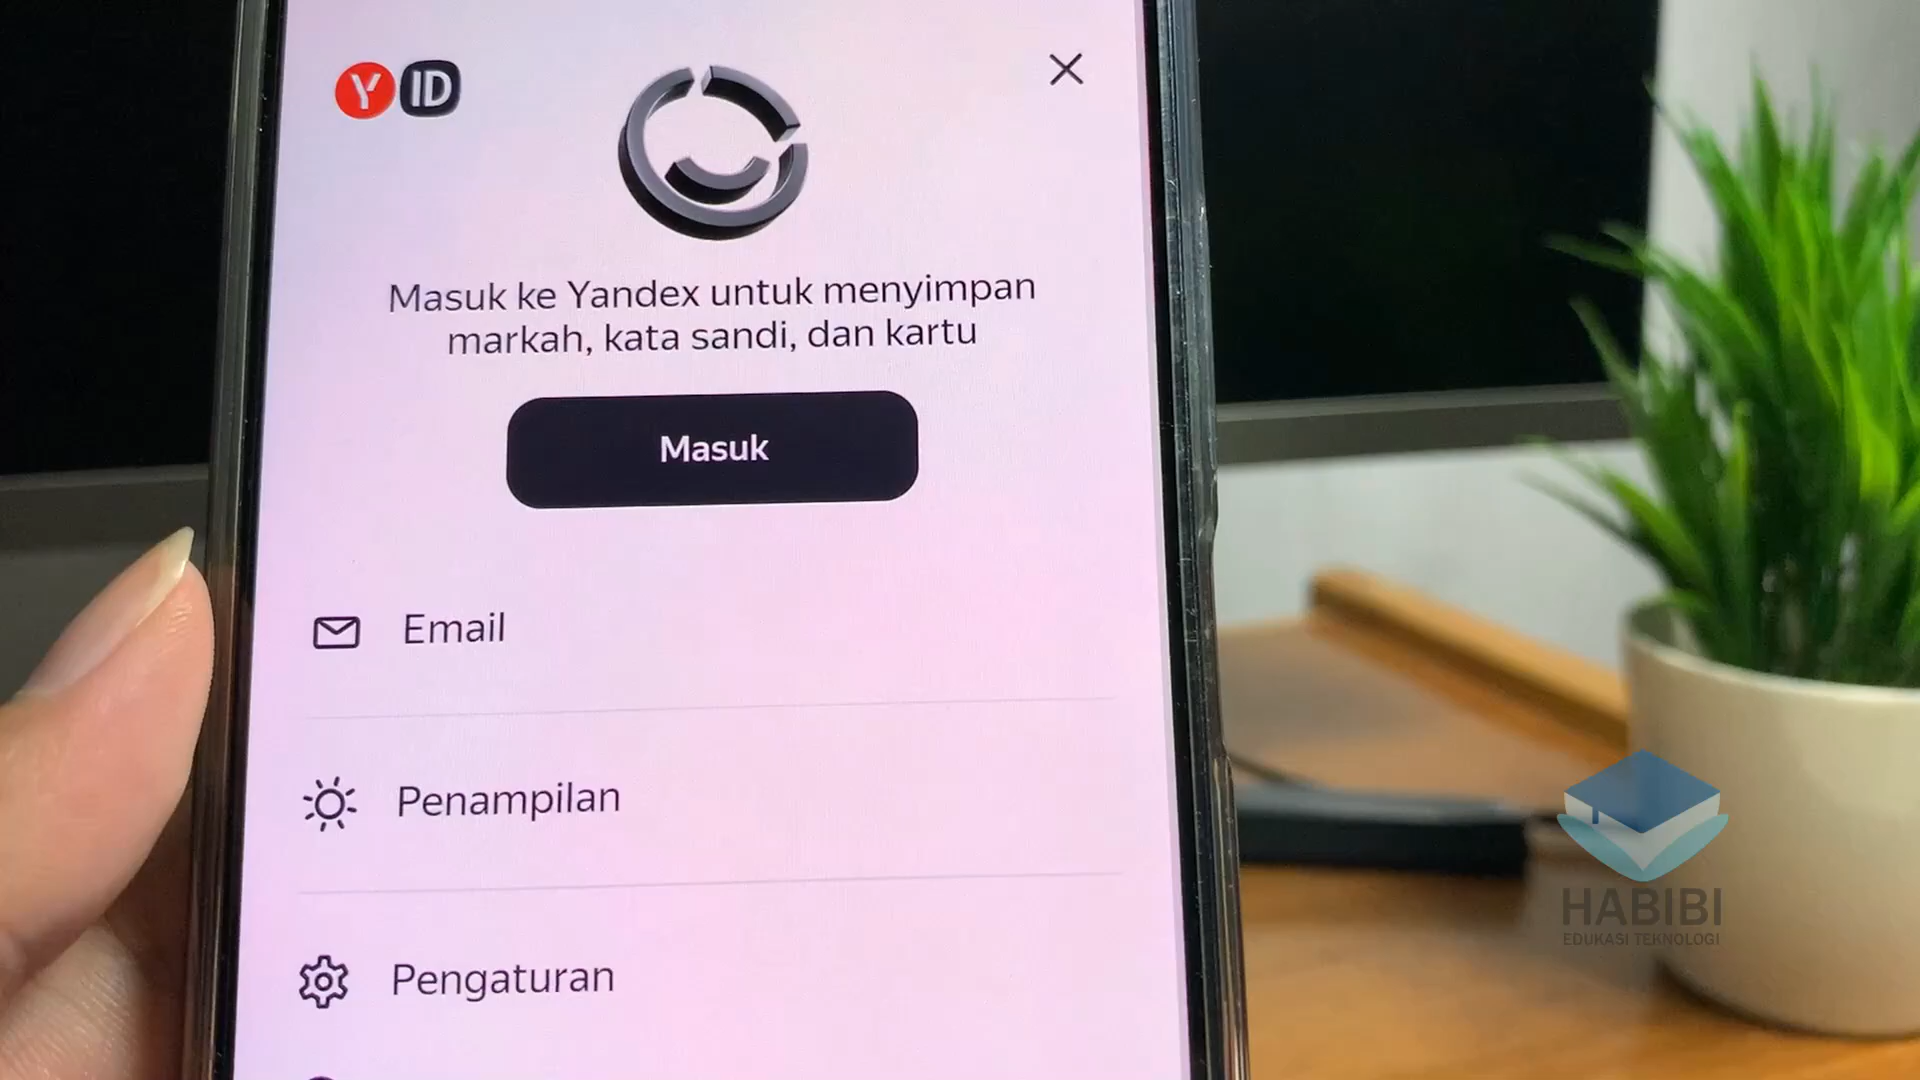 Y ID
Masuk ke Yandex untuk menyimpan
markah, kata sandi, dan kartu
Masuk
Email
Penampilan
Pengaturan
HABIBI
EDUKASI TEKNOLOGI